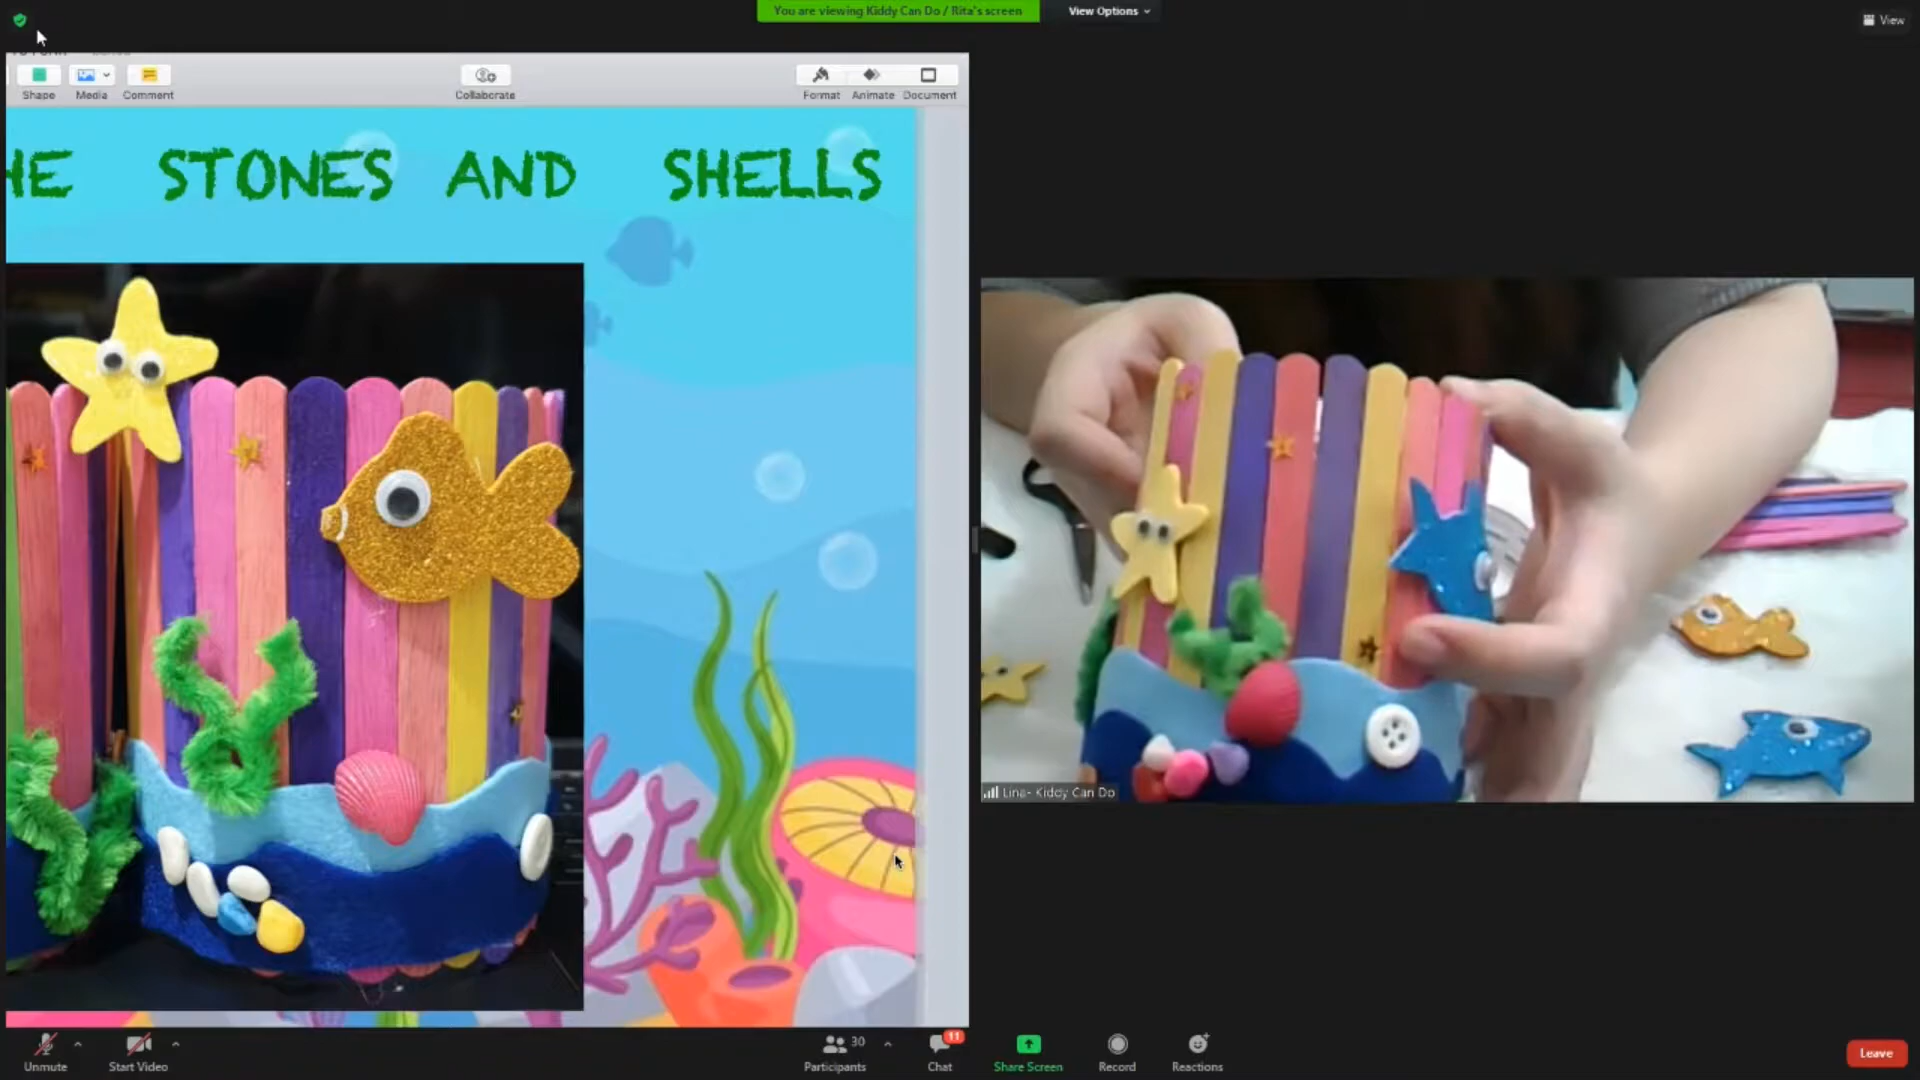 You are viewing Kiddy Can Do / Rita's screen
View Options
View
Shape
Media
Comment
Collaborate
Format
Animate
Document
HE STONES AND SHELLS
Lina- Kiddy Can Do
Unmute
Start Video
30
Participants
11
Chat
Share Screen
Record
Reactions
Leave